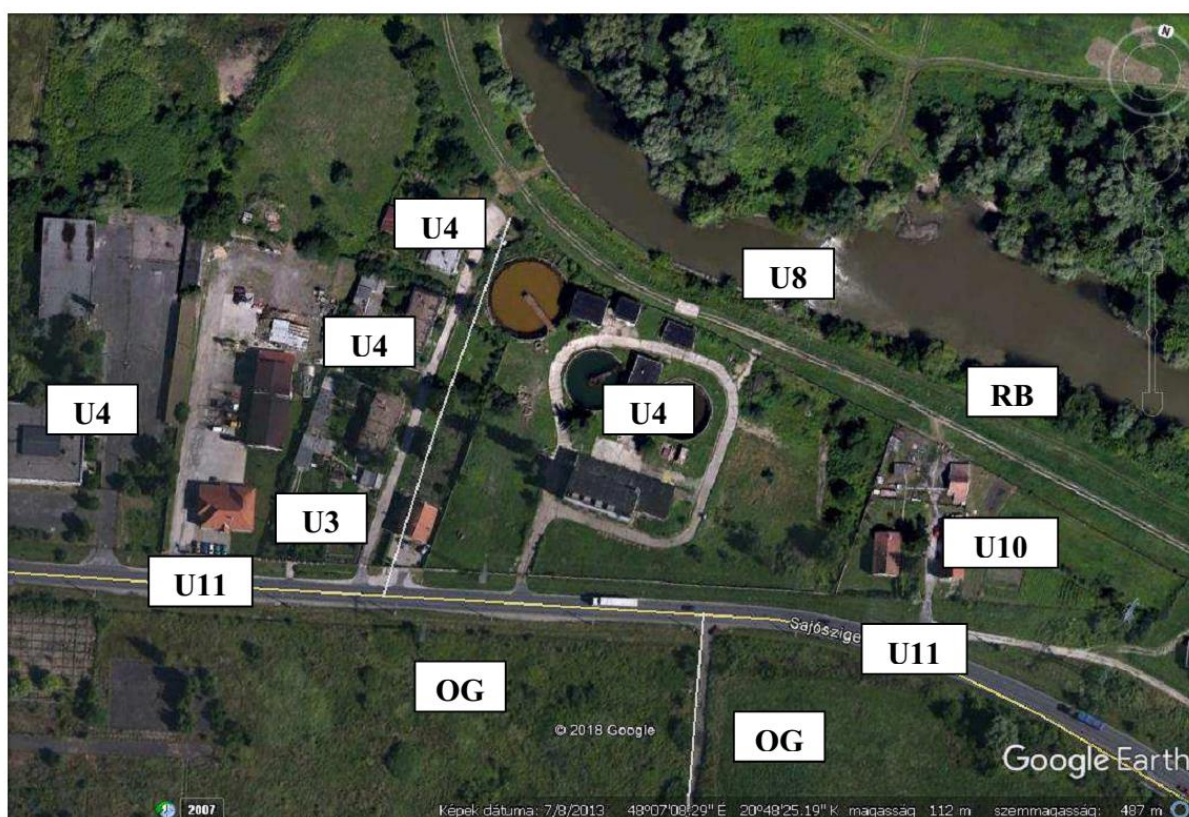 N
U4
U8
U4
RB
U4
U4
U3
U10
U11
Sajószige
U11
OG
© 2018 Google
OG
Google Earth
2007
Képek dátuma: 7/8/2013 48°07'08.29" É 20°48'25.19" K magasság 112 m szemmagasság: 487 m